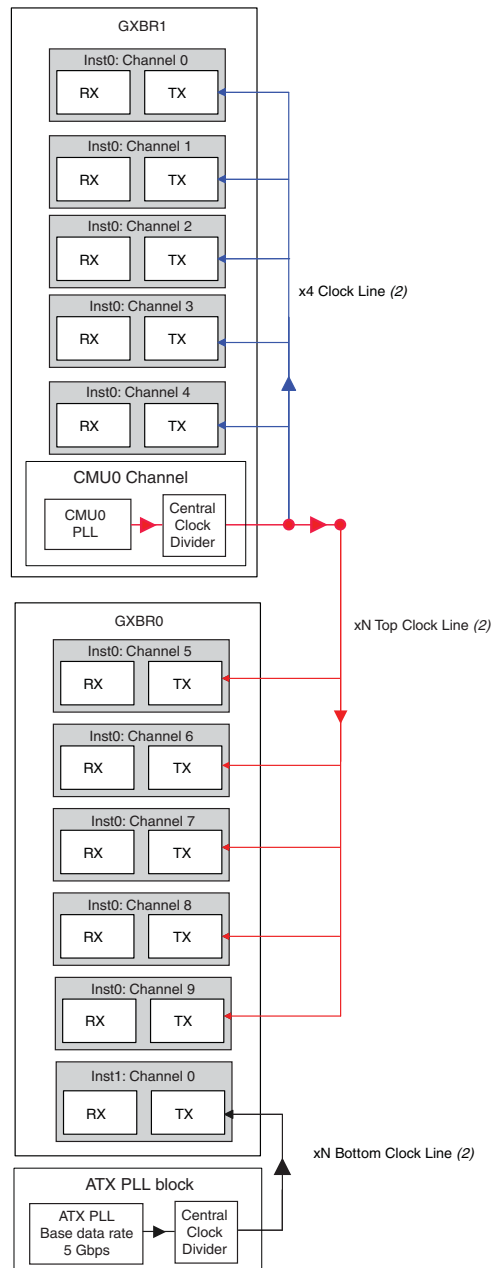 GXBR1
Inst0: Channel 0
RX
TX
Inst0: Channel 1
RX
TX
Inst0: Channel 2
RX
TX
x4 Clock Line (2)
Inst0: Channel 3
RX
TX
Inst0: Channel 4
RX
TX
CMU0 Channel
CMU0
PLL
Central
Clock
Divider
GXBR0
xN Top Clock Line (2)
Inst0: Channel 5
RX
TX
Inst0: Channel 6
RX
TX
Inst0: Channel 7
RX
TX
Inst0: Channel 8
RX
TX
Inst0: Channel 9
RX
TX
Inst1: Channel 0
RX
TX
xN Bottom Clock Line (2)
ATX PLL block
ATX PLL
Base data rate
5 Gbps
Central
Clock
Divider